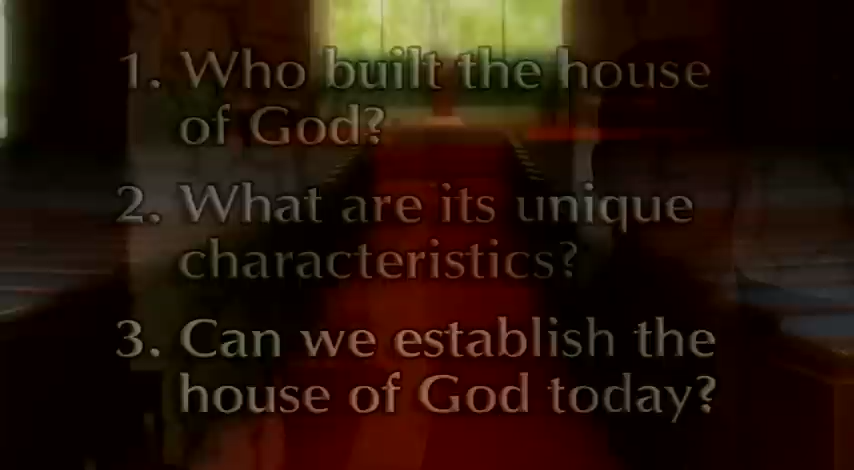 1. Who built the house
of God?
2. What are its unique
characteristics?
3. Can we establish the
house of God today?